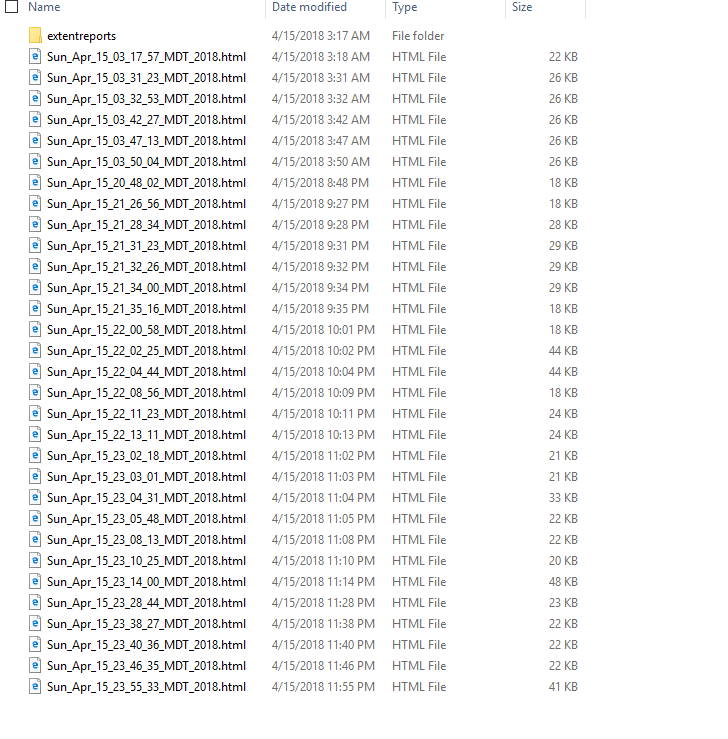 Name Date modified Type Size
extentreports 4/15/2018 3:17 AM File folder
Sun_Apr_15_03_17_57_MDT_2018.html 4/15/2018 3:18 AM HTML File 22 KB
Sun_Apr_15_03_31_23_MDT_2018.html 4/15/2018 3:31 AM HTML File 26 KB
Sun_Apr_15_03_32_53_MDT_2018.html 4/15/2018 3:32 AM HTML File 26 KB
Sun_Apr_15_03_42_27_MDT_2018.html 4/15/2018 3:42 AM HTML File 26 KB
Sun_Apr_15_03_47_13_MDT_2018.html 4/15/2018 3:47 AM HTML File 26 KB
Sun_Apr_15_03_50_04_MDT_2018.html 4/15/2018 3:50 AM HTML File 26 KB
Sun_Apr_15_20_48_02_MDT_2018.html 4/15/2018 8:48 PM HTML File 18 KB
Sun_Apr_15_21_26_56_MDT_2018.html 4/15/2018 9:27 PM HTML File 18 KB
Sun_Apr_15_21_28_34_MDT_2018.html 4/15/2018 9:28 PM HTML File 28 KB
Sun_Apr_15_21_31_23_MDT_2018.html 4/15/2018 9:31 PM HTML File 29 KB
Sun_Apr_15_21_32_26_MDT_2018.html 4/15/2018 9:32 PM HTML File 29 KB
Sun_Apr_15_21_34_00_MDT_2018.html 4/15/2018 9:34 PM HTML File 29 KB
Sun_Apr_15_21_35_16_MDT_2018.html 4/15/2018 9:35 PM HTML File 18 KB
Sun_Apr_15_22_00_58_MDT_2018.html 4/15/2018 10:01 PM HTML File 18 KB
Sun_Apr_15_22_02_25_MDT_2018.html 4/15/2018 10:02 PM HTML File 44 KB
Sun_Apr_15_22_04_44_MDT_2018.html 4/15/2018 10:04 PM HTML File 44 KB
Sun_Apr_15_22_08_56_MDT_2018.html 4/15/2018 10:09 PM HTML File 18 KB
Sun_Apr_15_22_11_23_MDT_2018.html 4/15/2018 10:11 PM HTML File 24 KB
Sun_Apr_15_22_13_11_MDT_2018.html 4/15/2018 10:13 PM HTML File 24 KB
Sun_Apr_15_23_02_18_MDT_2018.html 4/15/2018 11:02 PM HTML File 21 KB
Sun_Apr_15_23_03_01_MDT_2018.html 4/15/2018 11:03 PM HTML File 21 KB
Sun_Apr_15_23_04_31_MDT_2018.html 4/15/2018 11:04 PM HTML File 33 KB
Sun_Apr_15_23_05_48_MDT_2018.html 4/15/2018 11:05 PM HTML File 22 KB
Sun_Apr_15_23_08_13_MDT_2018.html 4/15/2018 11:08 PM HTML File 22 KB
Sun_Apr_15_23_10_25_MDT_2018.html 4/15/2018 11:10 PM HTML File 20 KB
Sun_Apr_15_23_14_00_MDT_2018.html 4/15/2018 11:14 PM HTML File 48 KB
Sun_Apr_15_23_28_44_MDT_2018.html 4/15/2018 11:28 PM HTML File 23 KB
Sun_Apr_15_23_38_27_MDT_2018.html 4/15/2018 11:38 PM HTML File 22 KB
Sun_Apr_15_23_40_36_MDT_2018.html 4/15/2018 11:40 PM HTML File 22 KB
Sun_Apr_15_23_46_35_MDT_2018.html 4/15/2018 11:46 PM HTML File 22 KB
Sun_Apr_15_23_55_33_MDT_2018.html 4/15/2018 11:55 PM HTML File 41 KB